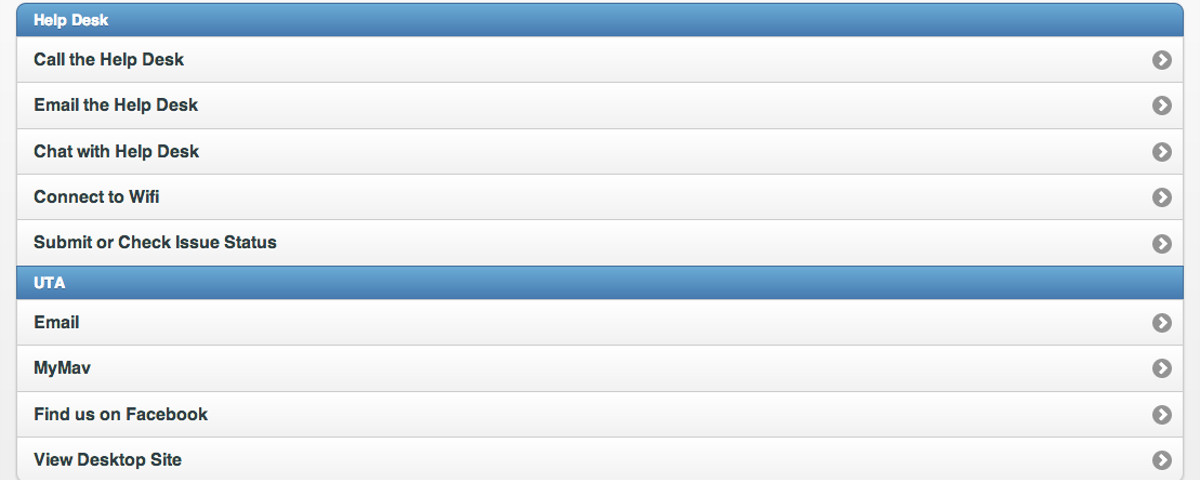 Help Desk
Call the Help Desk
Email the Help Desk
Chat with Help Desk
Connect to Wifi
Submit or Check Issue Status
UTA
Email
MyMav
Find us on Facebook
View Desktop Site